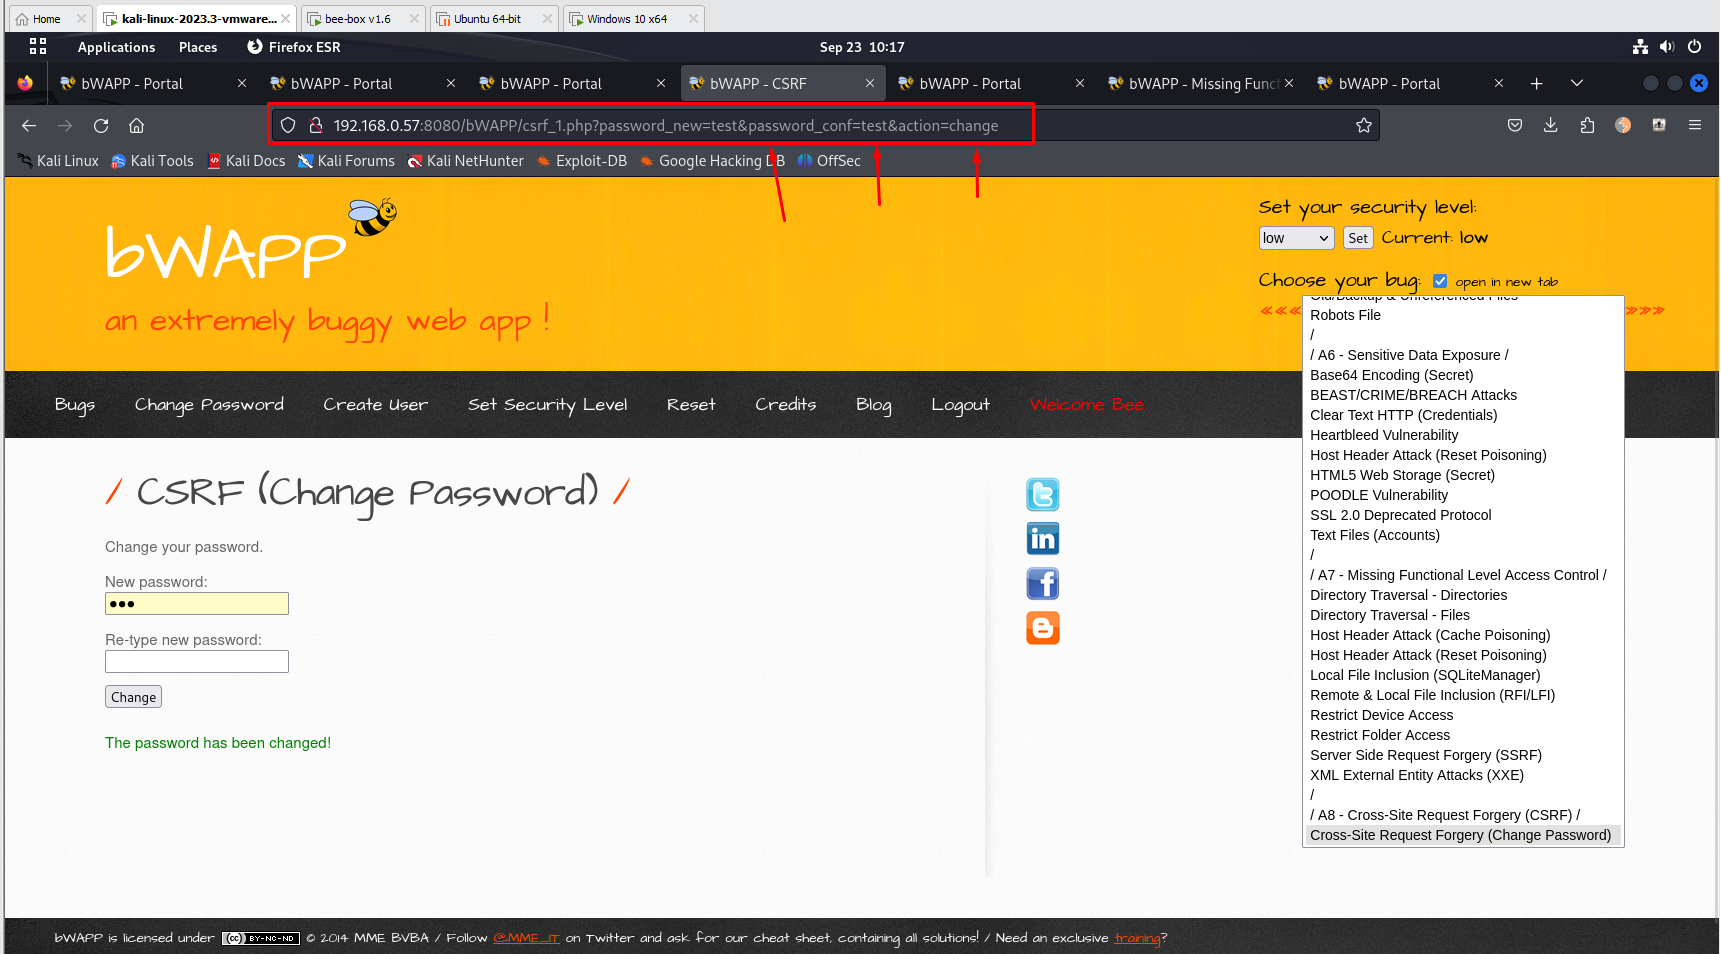 Home
kali-linux-2023.3-vmware...
bee-box v1.6
Ubuntu 64-bit
Windows 10 x64
Applications Places Firefox ESR
Sep 23 10:17
bWAPP - Portal
bWAPP - Portal
bWAPP - Portal
bWAPP - CSRF
bWAPP - Portal
bWAPP - Missing Func
bWAPP - Portal
192.168.0.57:8080/bWAPP/csrf_1.php?password_new=test&password_conf=test&action=change
Kali Linux Kali Tools Kali Docs Kali Forums Kali NetHunter Exploit-DB Google Hacking DB OffSec
bWAPP
an extremely buggy web app !
Set your security level:
low Set Current: low
Choose your bug: open in new tab
Bugs Change Password Create User Set Security Level Reset Credits Blog Logout Welcome Bee
Old/Backup & Unreferenced Files
Robots File
/
/ A6 - Sensitive Data Exposure /
Base64 Encoding (Secret)
BEAST/CRIME/BREACH Attacks
Clear Text HTTP (Credentials)
Heartbleed Vulnerability
Host Header Attack (Reset Poisoning)
HTML5 Web Storage (Secret)
POODLE Vulnerability
SSL 2.0 Deprecated Protocol
Text Files (Accounts)
/
/ A7 - Missing Functional Level Access Control /
Directory Traversal - Directories
Directory Traversal - Files
Host Header Attack (Cache Poisoning)
Host Header Attack (Reset Poisoning)
Local File Inclusion (SQLiteManager)
Remote & Local File Inclusion (RFI/LFI)
Restrict Device Access
Restrict Folder Access
Server Side Request Forgery (SSRF)
XML External Entity Attacks (XXE)
/
/ A8 - Cross-Site Request Forgery (CSRF) /
Cross-Site Request Forgery (Change Password)
/ CSRF (Change Password) /
Change your password.
New password:
Re-type new password:
Change
The password has been changed!
bWAPP is licensed under (cc) BY-NC-ND © 2014 MME BVBA / Follow @MME_IT on Twitter and ask for our cheat sheet, containing all solutions! / Need an exclusive training?